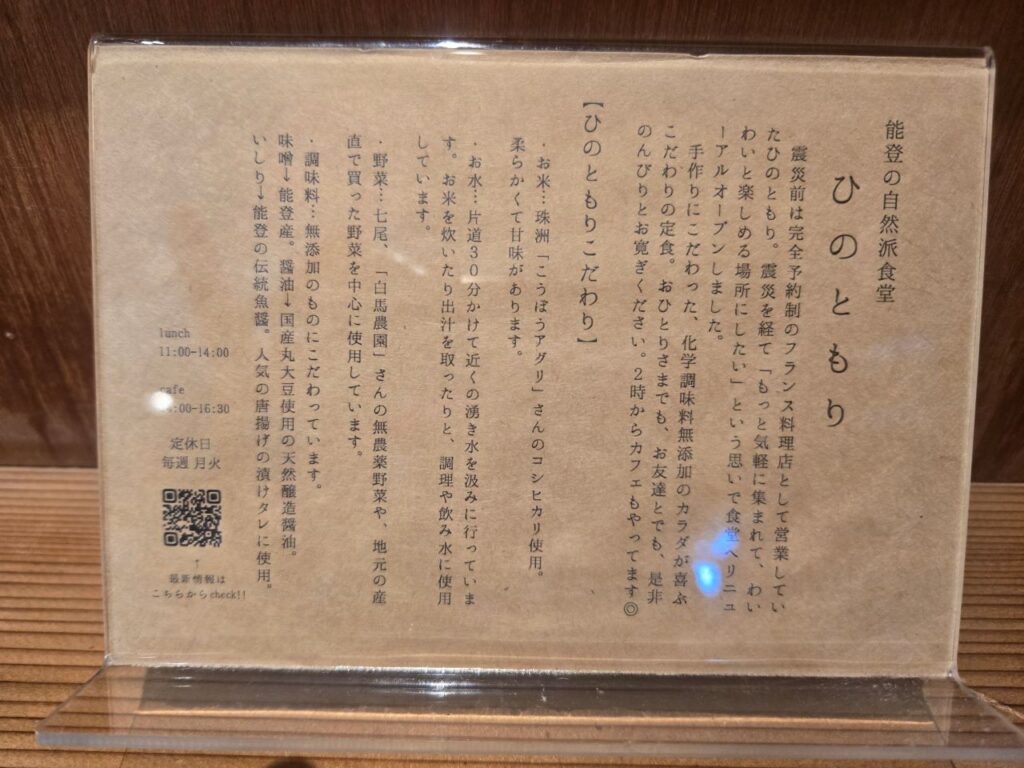 能登の自然派食堂
ひのともり
震災前は完全予約制のフランス料理店として営業してい
たひのともり。震災を経て「もっと気軽に集まれて、わい
わいと楽しめる場所にしたい」という思いで食堂へリニュ
ーアルオープンしました。
手作りにこだわった、化学調味料無添加のカラダが喜ぶ
こだわりの定食。おひとりさまでも、お友達とでも、是非
のんびりとお寛ぎください。2時からカフェもやってます◎
【ひのともりこだわり】
・お米…珠洲「こうぼうアグリ」さんのコシヒカリ使用。
柔らかくて甘味があります。
・お水…片道30分かけて近くの湧き水を汲みに行っていま
す。お米を炊いたり出汁を取ったりと、調理や飲み水に使用
しています。
・野菜…七尾、「白馬農園」さんの無農薬野菜や、地元の産
直で買った野菜を中心に使用しています。
・調味料…無添加のものにこだわっています。
味噌→能登産。醤油→国産丸大豆使用の天然醸造醤油。
いしり→能登の伝統魚醤。人気の唐揚げの漬けタレに使用。
lunch
11:00-14:00
cafe
:00-16:30
定休日
毎週 月火
↑
最新情報は
こちらからcheck!!